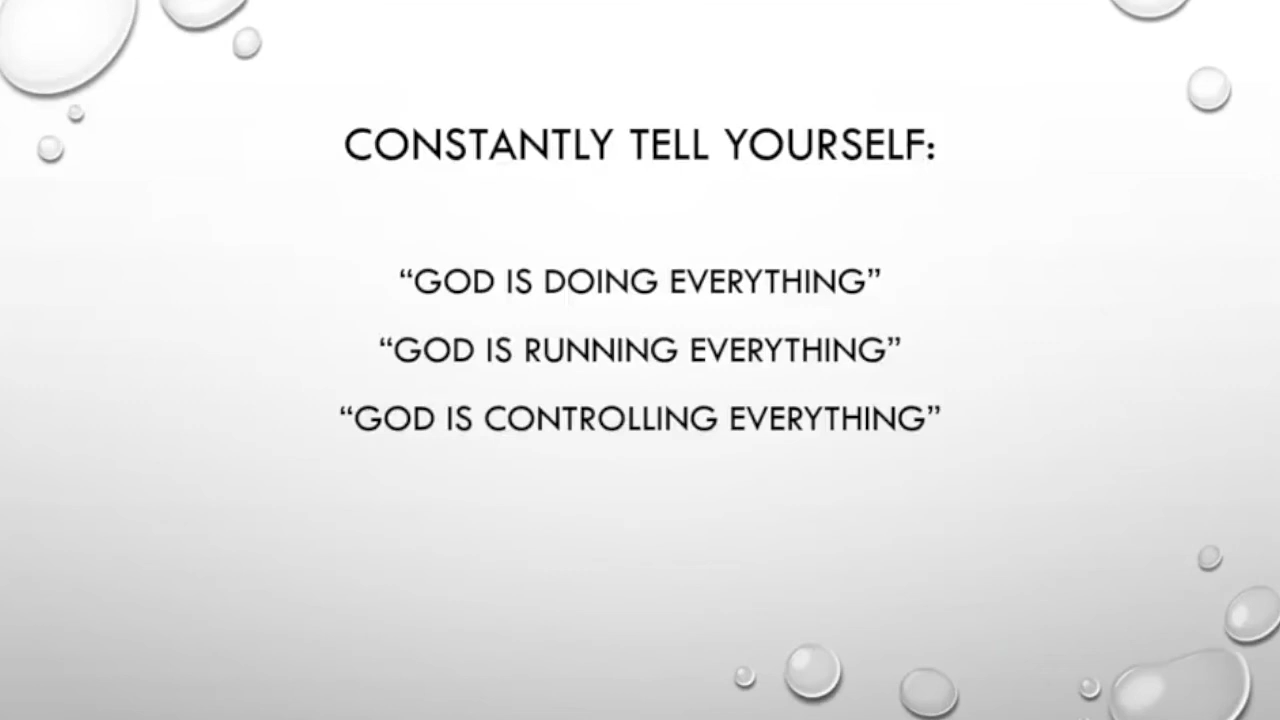 CONSTANTLY TELL YOURSELF:
“GOD IS DOING EVERYTHING”
“GOD IS RUNNING EVERYTHING”
“GOD IS CONTROLLING EVERYTHING”